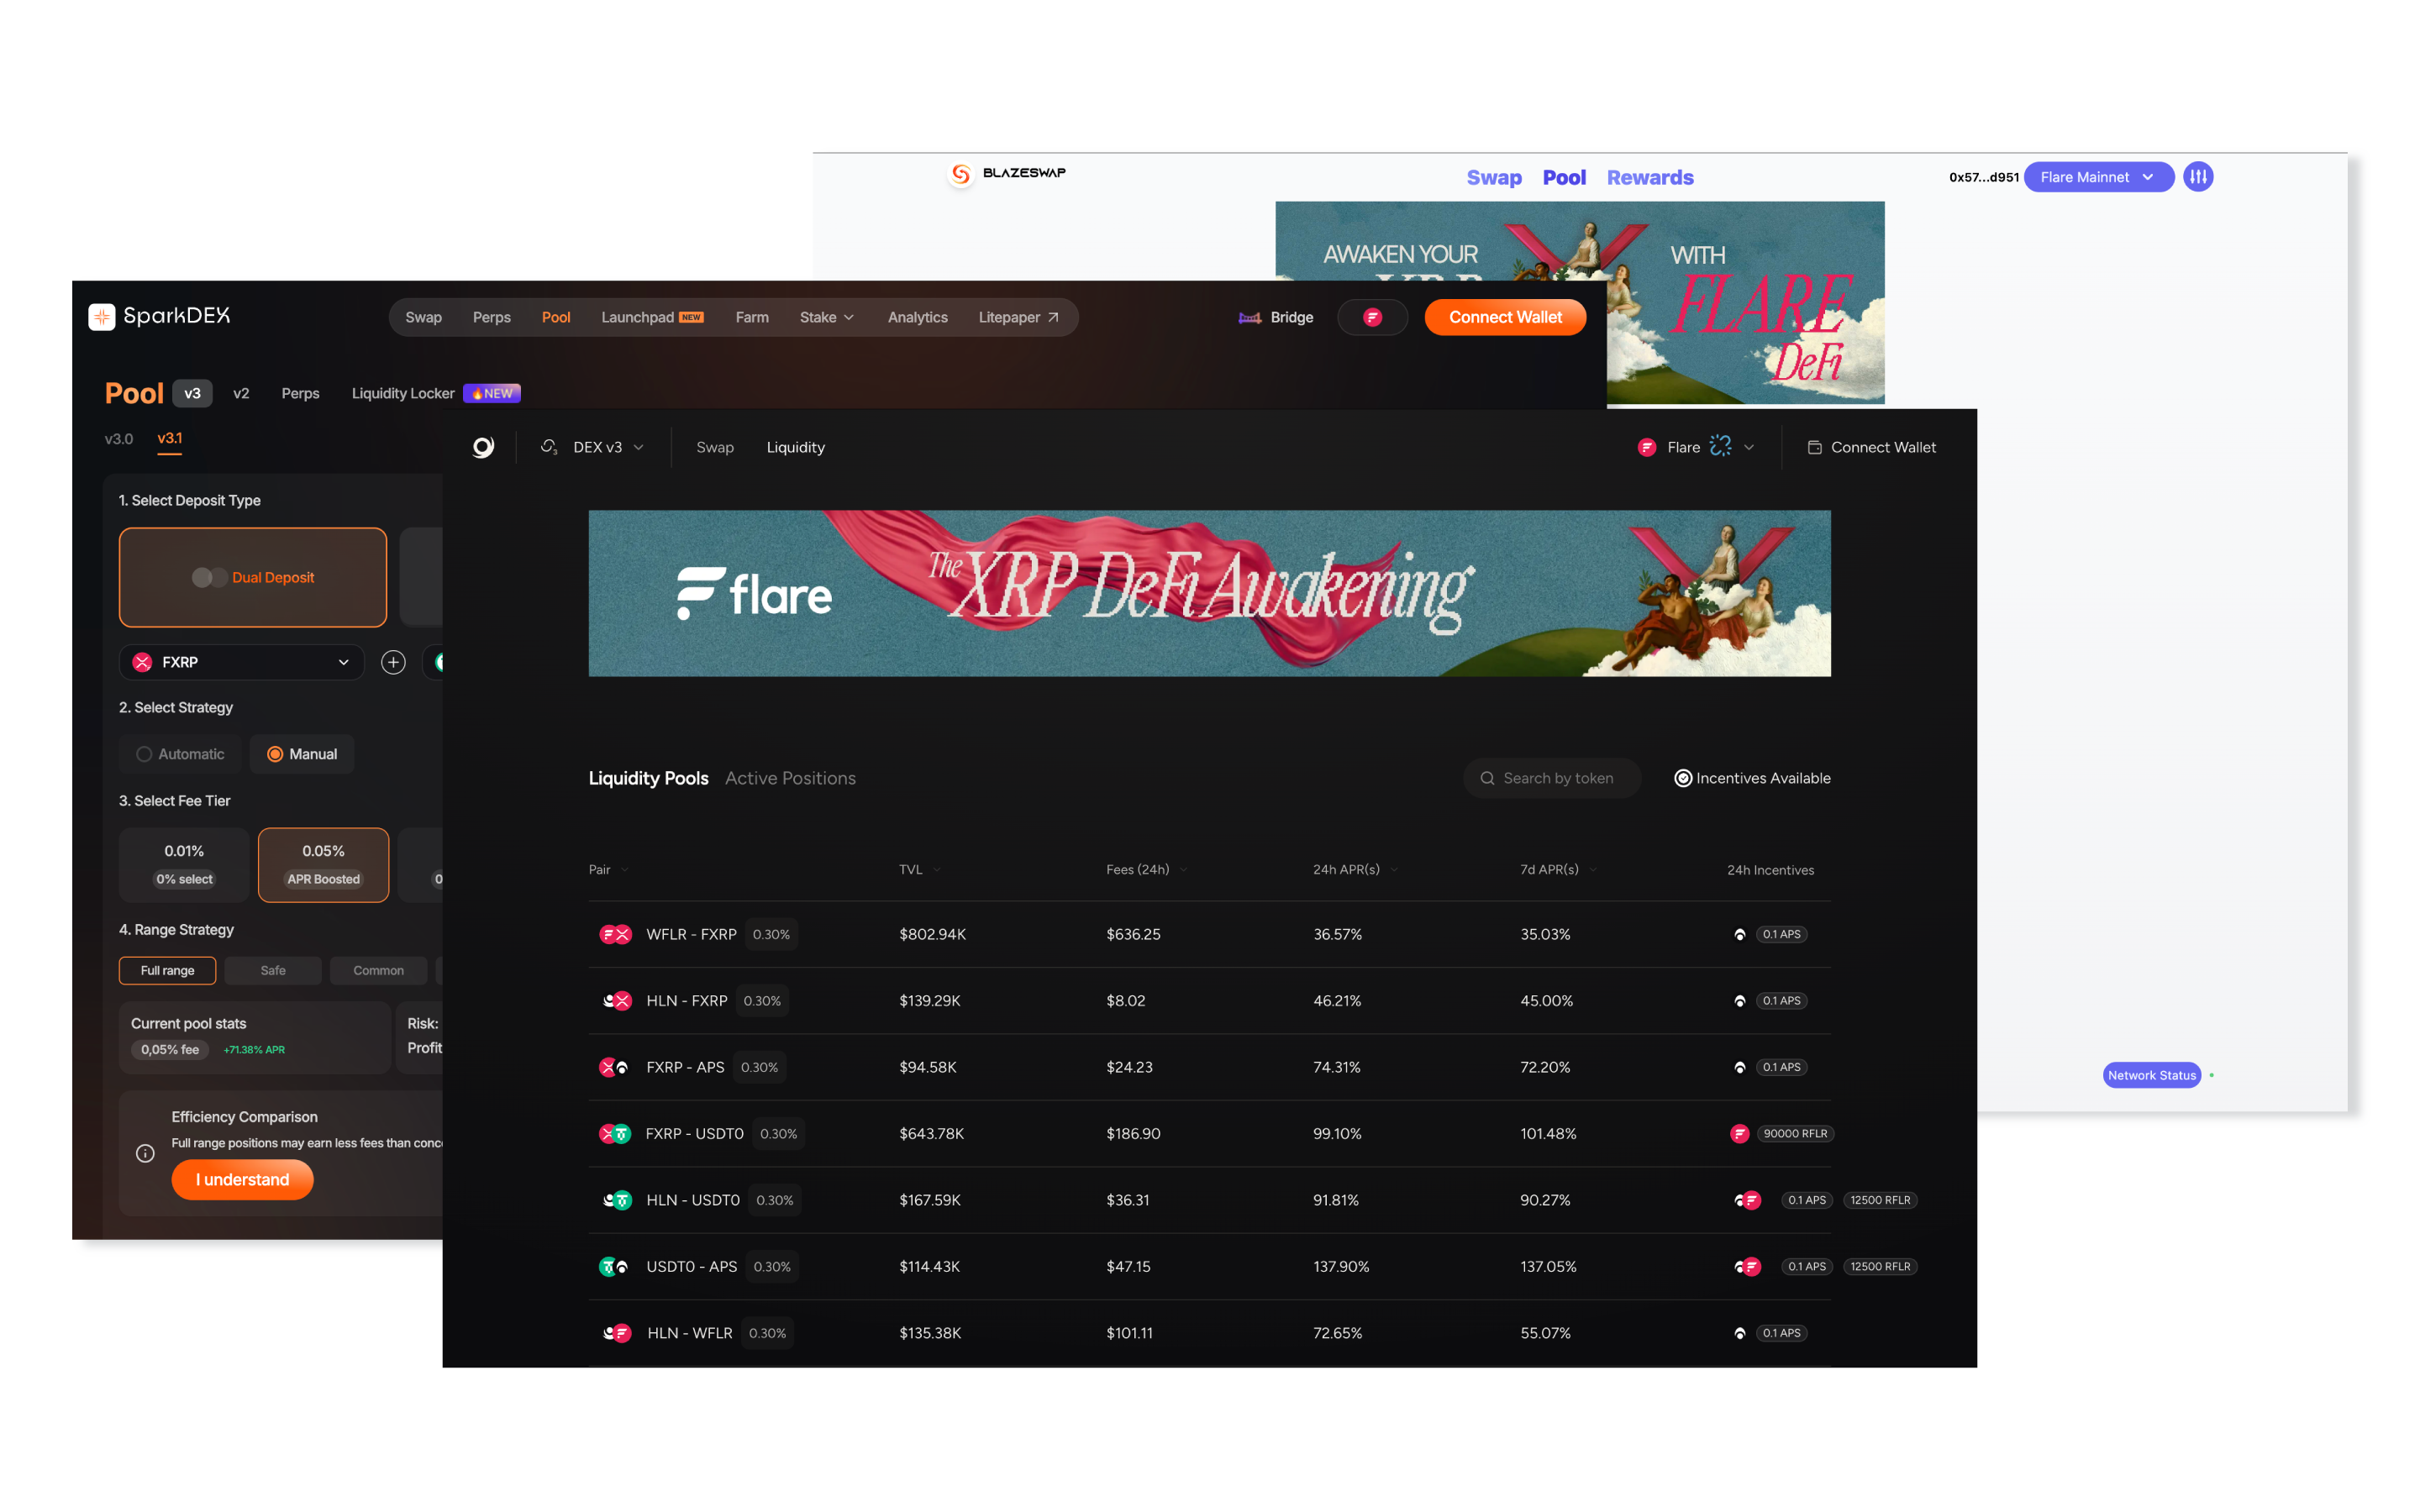 BLAZESWAP
Swap Pool Rewards
0x57...d951 Flare Mainnet
AWAKEN YOUR
WITH
FLARE
DeFi
Network Status
SparkDEX
Swap Perps Pool Launchpad NEW Farm Stake Analytics Litepaper
Bridge Connect Wallet
Pool v3 v2 Perps Liquidity Locker NEW
v3.0 v3.1
1. Select Deposit Type
Dual Deposit
FXRP
2. Select Strategy
Automatic Manual
3. Select Fee Tier
0.01% 0.05%
0% select APR Boosted 0
4. Range Strategy
Full range Safe Common
Current pool stats Risk:
0,05% fee +71.38% APR Profit
Efficiency Comparison
Full range positions may earn less fees than conc
I understand
DEX v3 Swap Liquidity Flare Connect Wallet
flare The XRP DeFi Awakening
Liquidity Pools Active Positions Search by token Incentives Available
Pair TVL Fees (24h) 24h APR(s) 7d APR(s) 24h Incentives
WFLR - FXRP 0.30% $802.94K $636.25 36.57% 35.03% 0.1 APS
HLN - FXRP 0.30% $139.29K $8.02 46.21% 45.00% 0.1 APS
FXRP - APS 0.30% $94.58K $24.23 74.31% 72.20% 0.1 APS
FXRP - USDT0 0.30% $643.78K $186.90 99.10% 101.48% 90000 RFLR
HLN - USDT0 0.30% $167.59K $36.31 91.81% 90.27% 0.1 APS 12500 RFLR
USDT0 - APS 0.30% $114.43K $47.15 137.90% 137.05% 0.1 APS 12500 RFLR
HLN - WFLR 0.30% $135.38K $101.11 72.65% 55.07% 0.1 APS